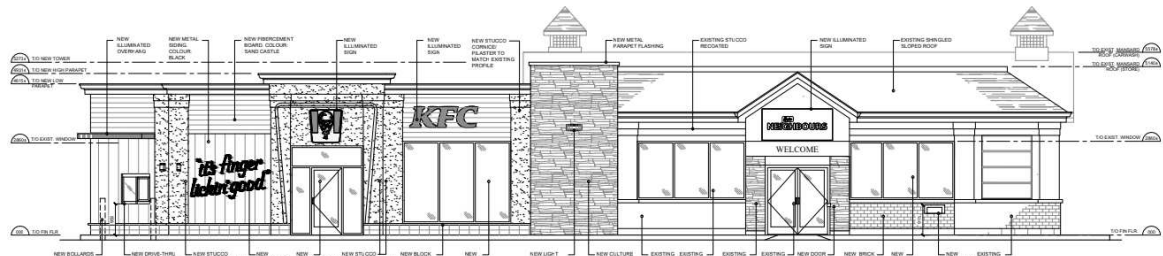 NEW
ILLUMINATED
OVERHANG
NEW METAL
SIDING
COLOUR:
BLACK
NEW FIBERCEMENT
BOARD. COLOUR:
SAND CASTLE
NEW
ILLUMINATED
SIGN
NEW
ILLUMINATED
SIGN
NEW STUCCO
CORNICE/
PILASTER TO
MATCH EXISTING
PROFILE
NEW METAL
PARAPET FLASHING
EXISTING STUCCO
RECOATED
NEW ILLUMINATED
SIGN
EXISTING SHINGLED
SLOPED ROOF
T/O NEW TOWER
T/O NEW HIGH PARAPET
T/O NEW LOW
PARAPET
T/O EXIST. WINDOW
T/O FIN FLR
T/O EXIST. MANSARD
ROOF (CARWASH)
T/O EXIST. MANSARD
ROOF (STORE)
T/O EXIST. WINDOW
T/O FIN FLR
KFC
"it's finger
lickin' good"
NEIGHBOURS
WELCOME
NEW BOLLARDS
NEW DRIVE-THRU
NEW STUCCO
NEW
NEW
NEW STUCCO
NEW BLOCK
NEW
NEW LIGHT
NEW CULTURE
EXISTING
EXISTING
EXISTING
EXISTING
NEW DOOR
NEW BRICK
NEW
NEW
EXISTING